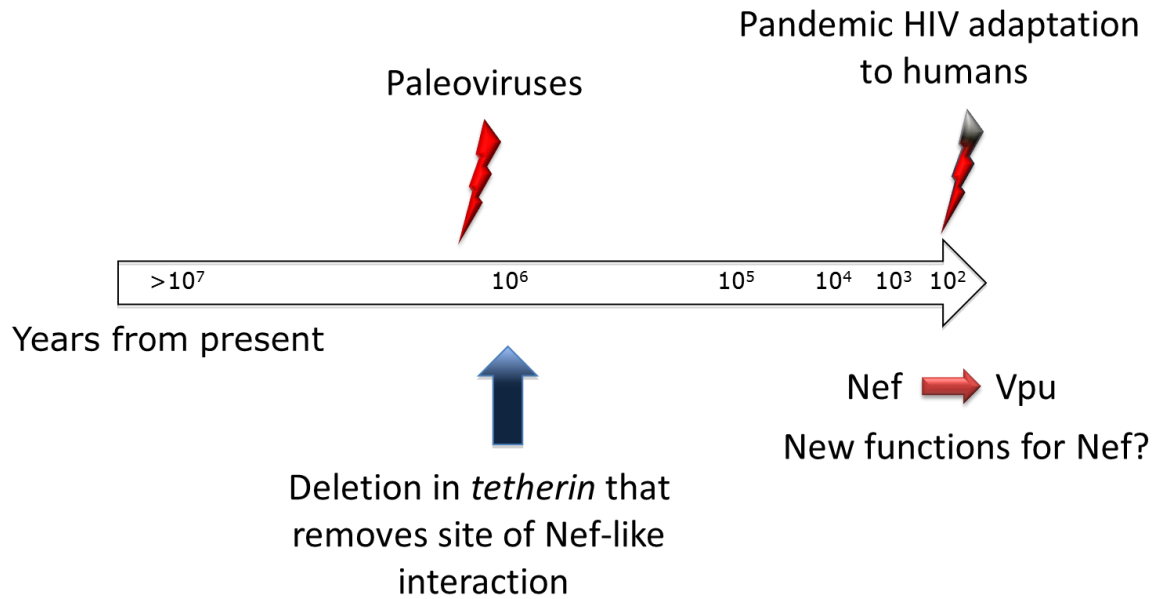 Pandemic HIV adaptation
to humans
Paleoviruses
>10⁷ 10⁶ 10⁵ 10⁴ 10³ 10²
Years from present
Nef Vpu
New functions for Nef?
Deletion in tetherin that
removes site of Nef-like
interaction